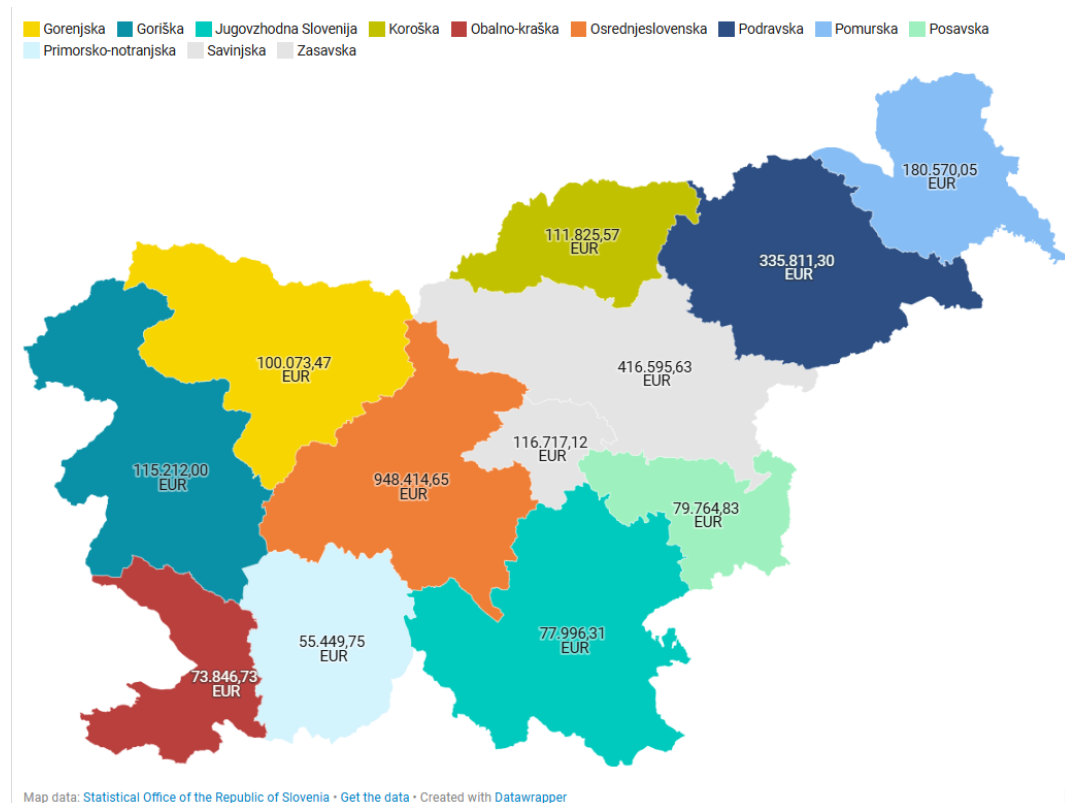 Gorenjska Goriška Jugovzhodna Slovenija Koroška Obalno-kraška Osrednjeslovenska Podravska Pomurska Posavska
Primorsko-notranjska Savinjska Zasavska
180.570,05
EUR
111.825,57
EUR
335.811,30
EUR
100.073,47
EUR
416.595,63
EUR
116.717,12
EUR
115.212,00
EUR
948.414,65
EUR
79.764,83
EUR
55.449,75
EUR
77.996,31
EUR
73.846,73
EUR
Map data: Statistical Office of the Republic of Slovenia • Get the data • Created with Datawrapper